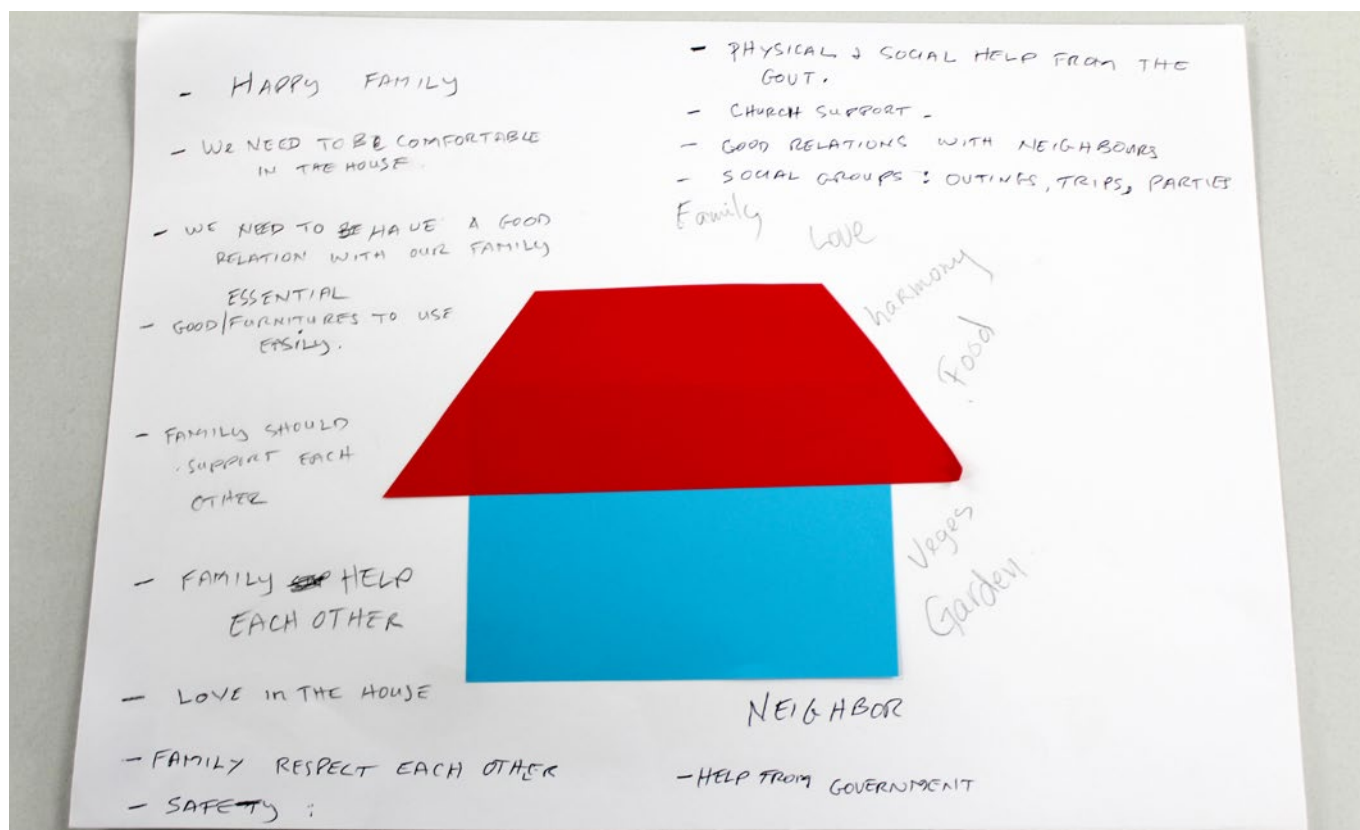 - HAPPY FAMILY
- WE NEED TO BE COMFORTABLE
IN THE HOUSE.
- WE NEED TO BE HAVE A GOOD
RELATION WITH OUR FAMILY
ESSENTIAL
- GOOD/FURNITURES TO USE
EASILY.
- FAMILY SHOULD
SUPPORT EACH
OTHER
- FAMILY HELP
EACH OTHER
- LOVE in THE HOUSE
- FAMILY RESPECT EACH OTHER
- SAFETY :
- PHYSICAL & SOCIAL HELP FROM THE
GOVT.
- CHURCH SUPPORT -
- GOOD RELATIONS WITH NEIGHBOURS
- SOCIAL GROUPS : OUTINGS, TRIPS, PARTIES
Family
Love
harmony
Food
Veges
Garden
NEIGHBOR
- HELP FROM GOVERNMENT